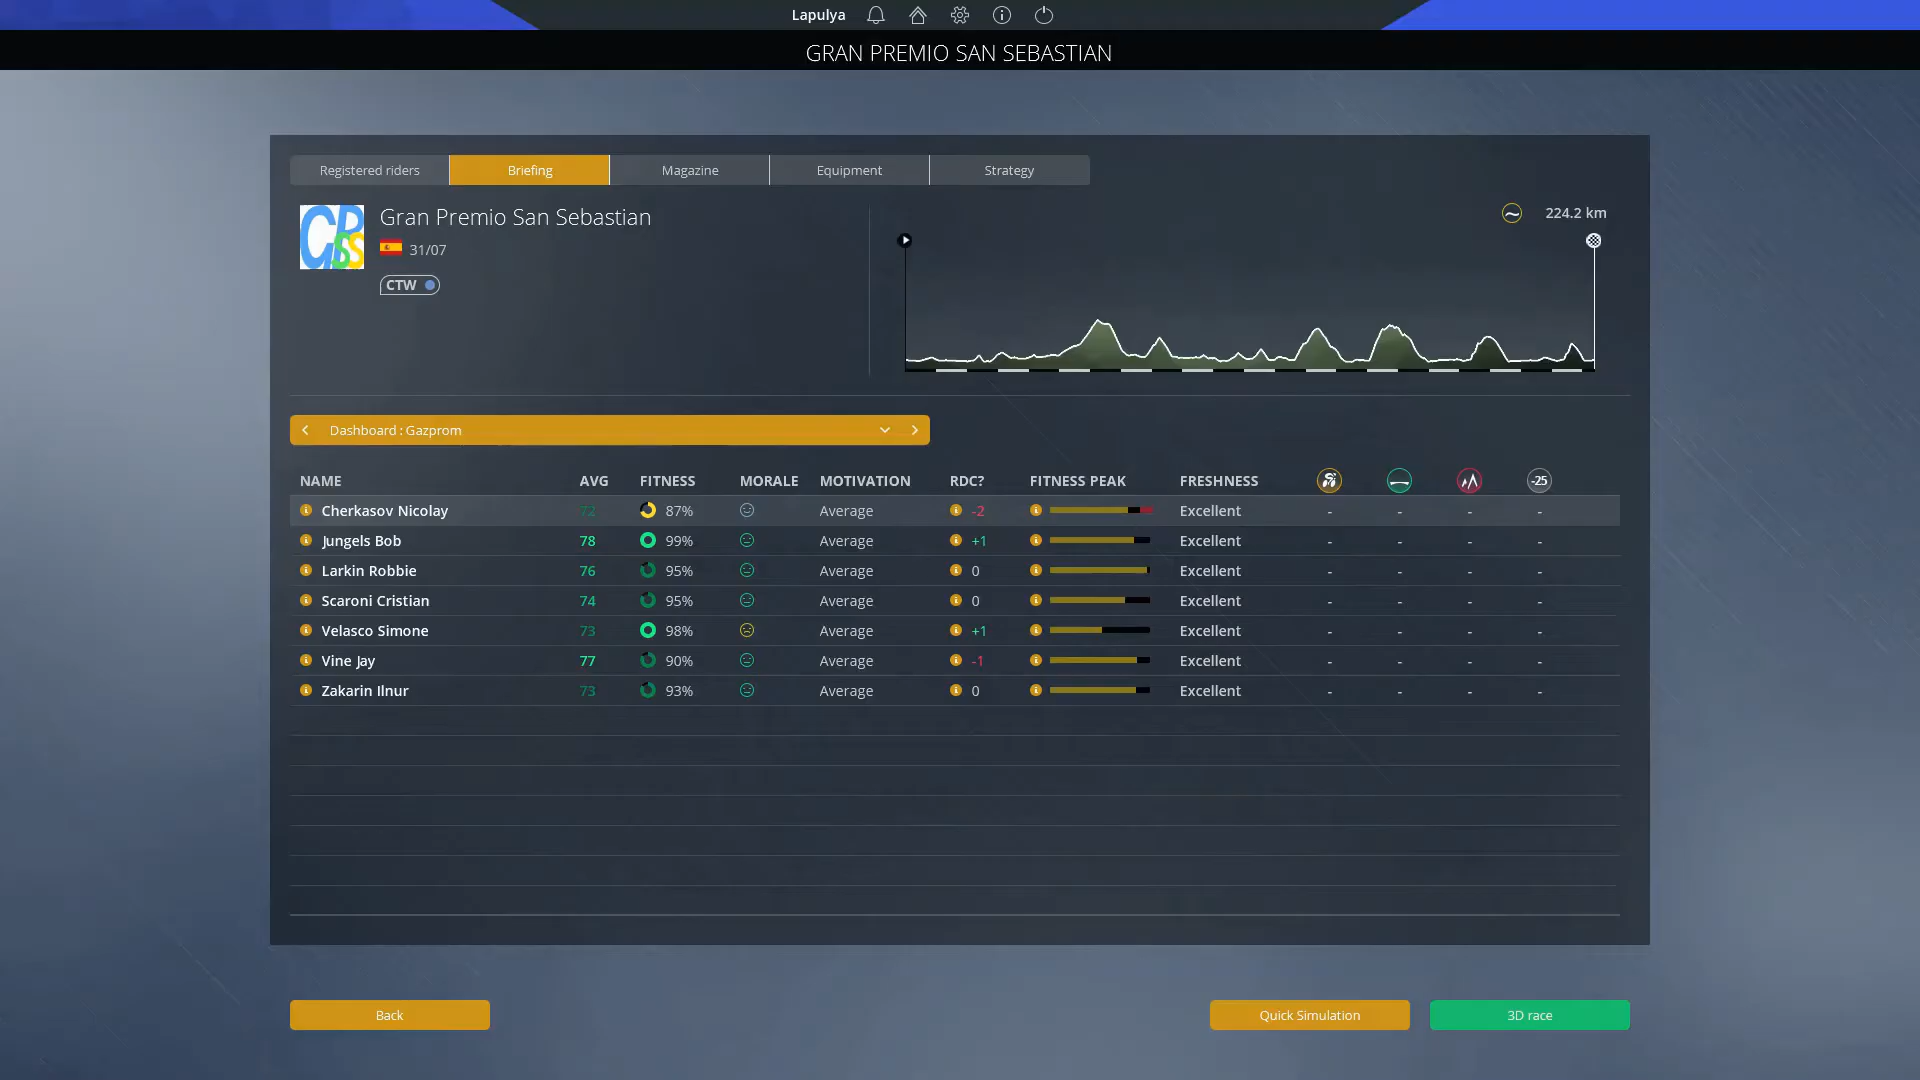 Lapulya
GRAN PREMIO SAN SEBASTIAN
Registered riders Briefing Magazine Equipment Strategy
GPSS
Gran Premio San Sebastian
31/07
CTW
224.2 km
Dashboard : Gazprom
NAME AVG FITNESS MORALE MOTIVATION RDC? FITNESS PEAK FRESHNESS -25
Cherkasov Nicolay 72 87% Average -2 Excellent - - - -
Jungels Bob 78 99% Average +1 Excellent - - - -
Larkin Robbie 76 95% Average 0 Excellent - - - -
Scaroni Cristian 74 95% Average 0 Excellent - - - -
Velasco Simone 73 98% Average +1 Excellent - - - -
Vine Jay 77 90% Average -1 Excellent - - - -
Zakarin Ilnur 73 93% Average 0 Excellent - - - -
Back Quick Simulation 3D race